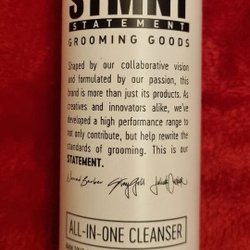 STMNT
STATEMENT
GROOMING GOODS
Shaped by our collaborative vision
and formulated by our passion, this
brand is more than just its products. As
creatives and innovators alike, we've
developed a high performance range to
not only contribute, but help rewrite the
standards of grooming. This is our
STATEMENT.
ALL-IN-ONE CLEANSER